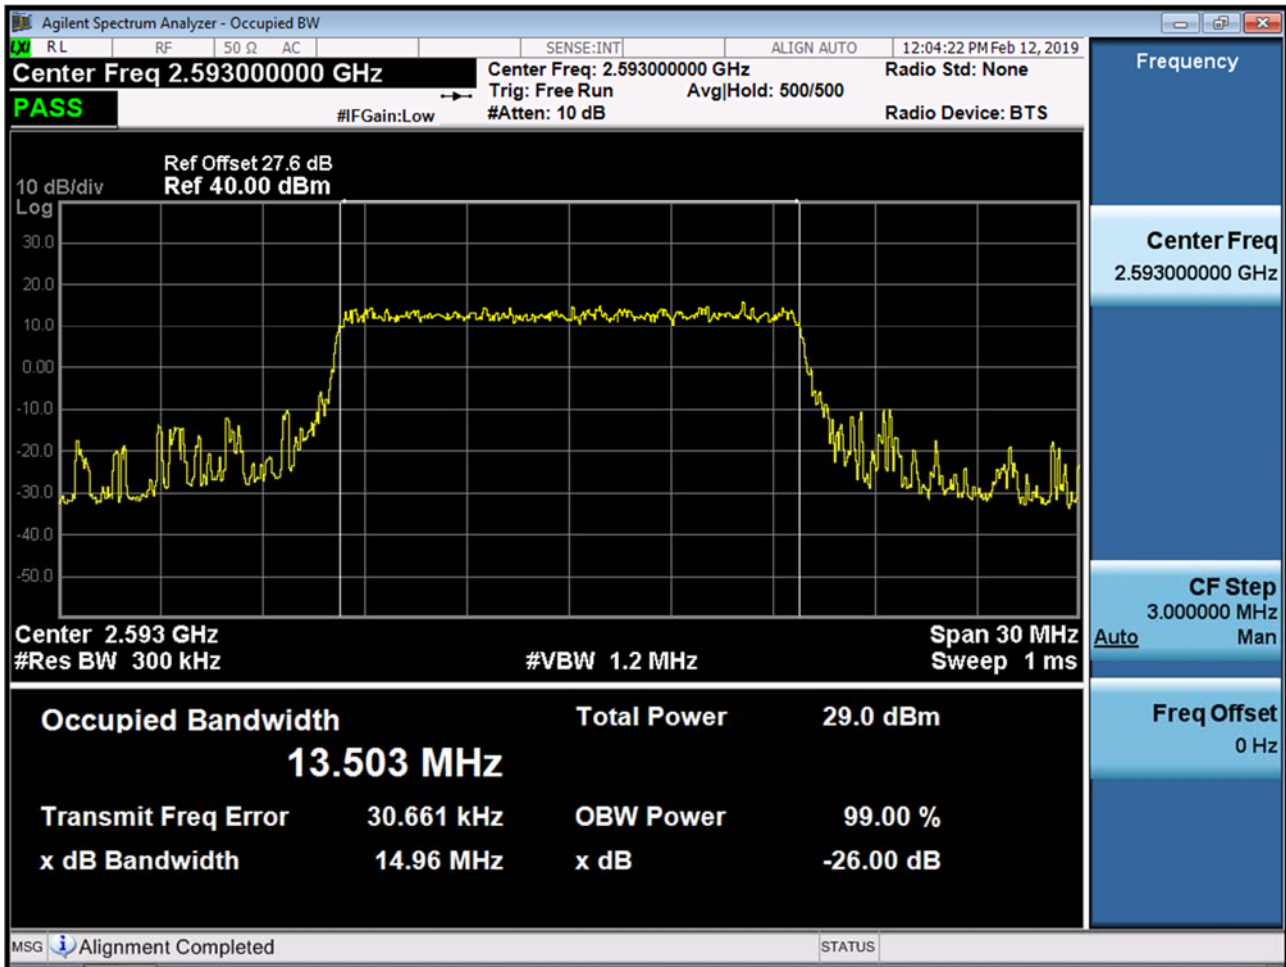 Agilent Spectrum Analyzer - Occupied BW
LXI RL RF 50 Ω AC SENSE:INT ALIGN AUTO 12:04:22 PM Feb 12, 2019
Center Freq 2.593000000 GHz
PASS
#IFGain:Low
Center Freq: 2.593000000 GHz
Trig: Free Run Avg|Hold: 500/500
#Atten: 10 dB
Radio Std: None
Radio Device: BTS
Ref Offset 27.6 dB
10 dB/div Ref 40.00 dBm
Log
30.0
20.0
10.0
0.00
-10.0
-20.0
-30.0
-40.0
-50.0
Center 2.593 GHz Span 30 MHz
#Res BW 300 kHz #VBW 1.2 MHz Sweep 1 ms
Occupied Bandwidth Total Power 29.0 dBm
13.503 MHz
Transmit Freq Error 30.661 kHz OBW Power 99.00 %
x dB Bandwidth 14.96 MHz x dB -26.00 dB
MSG Alignment Completed STATUS
Frequency
Center Freq
2.593000000 GHz
CF Step
3.000000 MHz
Auto Man
Freq Offset
0 Hz